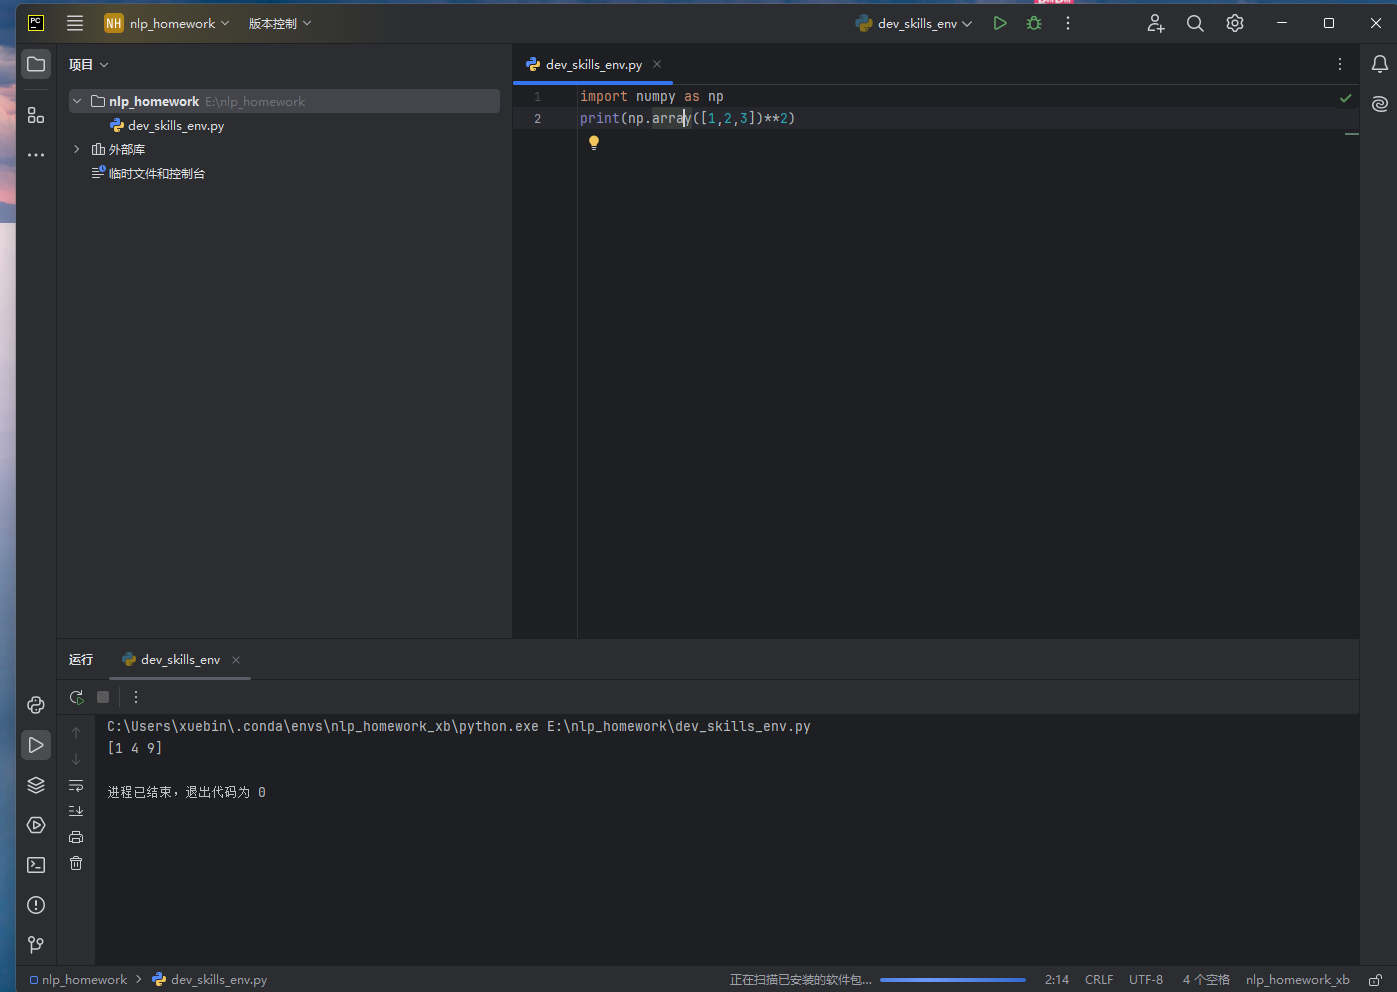 PC
NH nlp_homework 版本控制 dev_skills_env
项目
nlp_homework E:\nlp_homework
dev_skills_env.py
外部库
临时文件和控制台
dev_skills_env.py
1 import numpy as np
2 print(np.array([1,2,3])**2)
运行 dev_skills_env
C:\Users\xuebin\.conda\envs\nlp_homework_xb\python.exe E:\nlp_homework\dev_skills_env.py
[1 4 9]
进程已结束，退出代码为 0
nlp_homework dev_skills_env.py 正在扫描已安装的软件包... 2:14 CRLF UTF-8 4 个空格 nlp_homework_xb